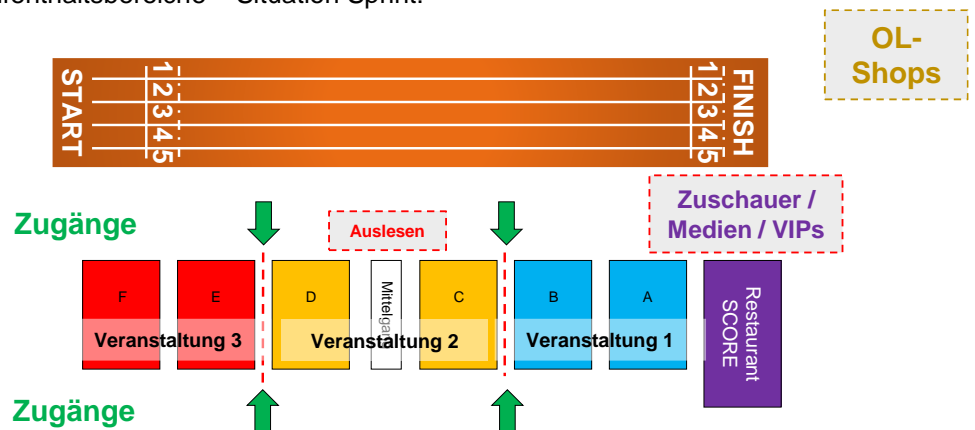 OL-
Shops
START
1
2
3
4
5
1
2
3
4
5
FINISH
Zuschauer /
Medien / VIPs
Zugänge
Auslesen
F
E
D
C
B
A
Restaurant
SCORE
Veranstaltung 3
Veranstaltung 2
Veranstaltung 1
Zugänge